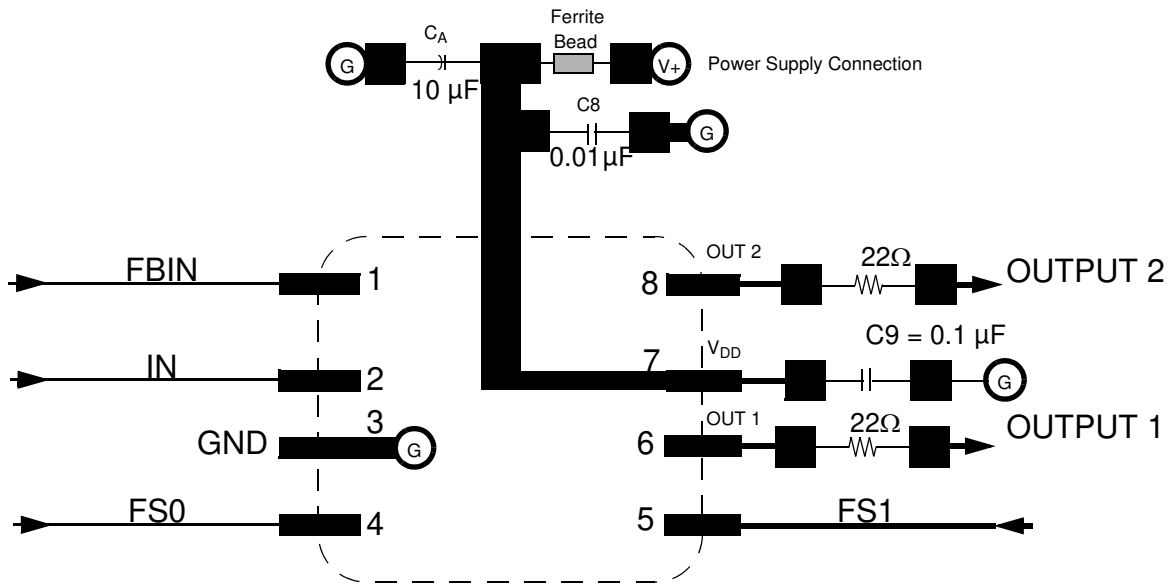 Ferrite
Bead
C_A
G
V+
Power Supply Connection
10 µF
C8
G
0.01µF
OUT 2
22Ω
OUTPUT 2
FBIN
1
8
C9 = 0.1 µF
V_DD
7
IN
2
G
3
OUT 1
22Ω
OUTPUT 1
GND
G
6
FS0
4
5
FS1